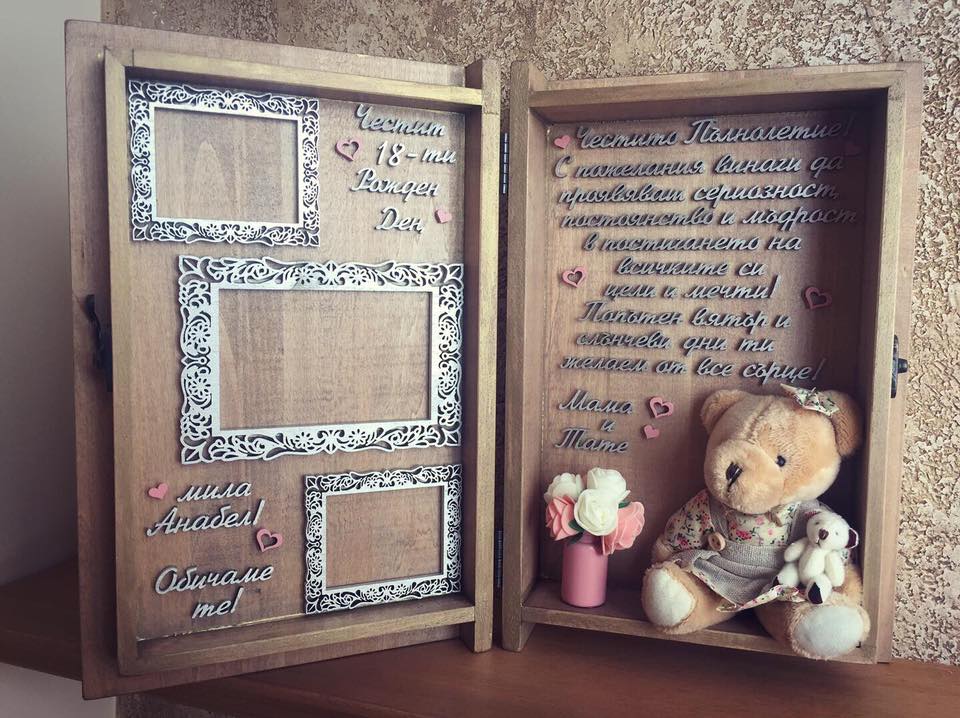 Честит
18-ти
Рожден
Ден,
мила
Анабел!
Обичаме
те!
Честито Пълнолетие!
С пожелания винаги да
проявяваш сериозност,
постоянство и мъдрост
в постигането на
всичките си
цели и мечти!
Попътен вятър и
слънчеви дни ти
желаем от все сърце!
Мама
и
Тате